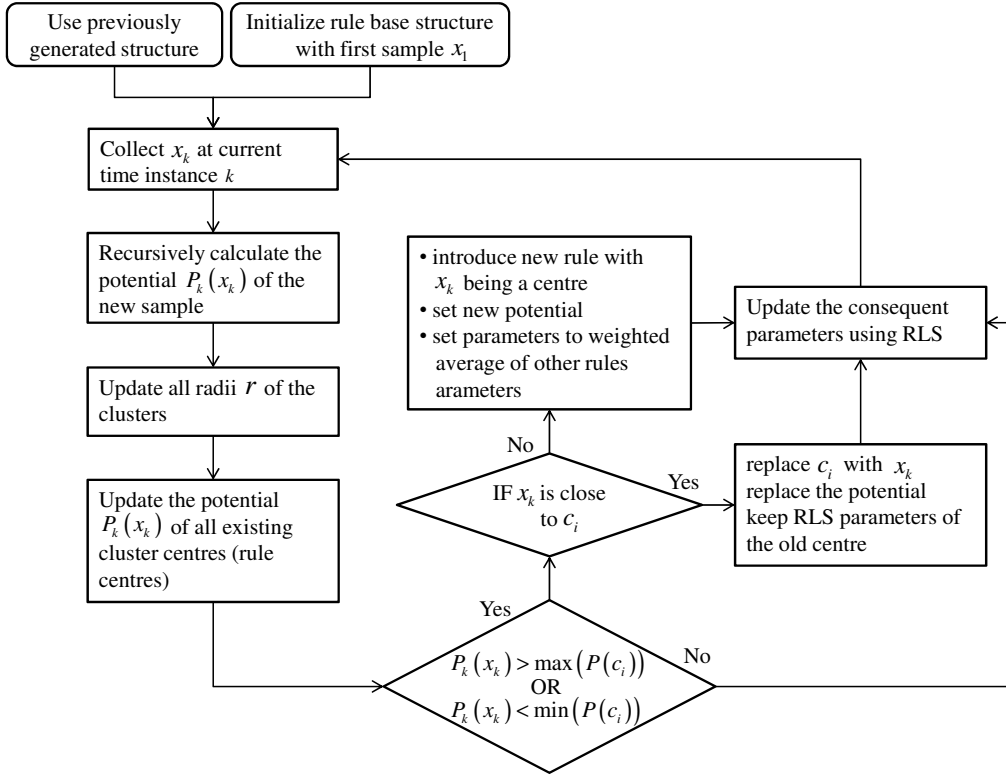 Use previously
generated structure
Initialize rule base structure
with first sample x₁
Collect xₖ at current
time instance k
Recursively calculate the
potential Pₖ(xₖ) of the
new sample
Update all radii r of the
clusters
Update the potential
Pₖ(xₖ) of all existing
cluster centres (rule
centres)
• introduce new rule with
xₖ being a centre
• set new potential
• set parameters to weighted
average of other rules
arameters
Update the consequent
parameters using RLS
No
IF xₖ is close
to cᵢ
Yes
replace cᵢ with xₖ
replace the potential
keep RLS parameters of
the old centre
Yes
Pₖ(xₖ) > max(P(cᵢ))
OR
Pₖ(xₖ) < min(P(cᵢ))
No